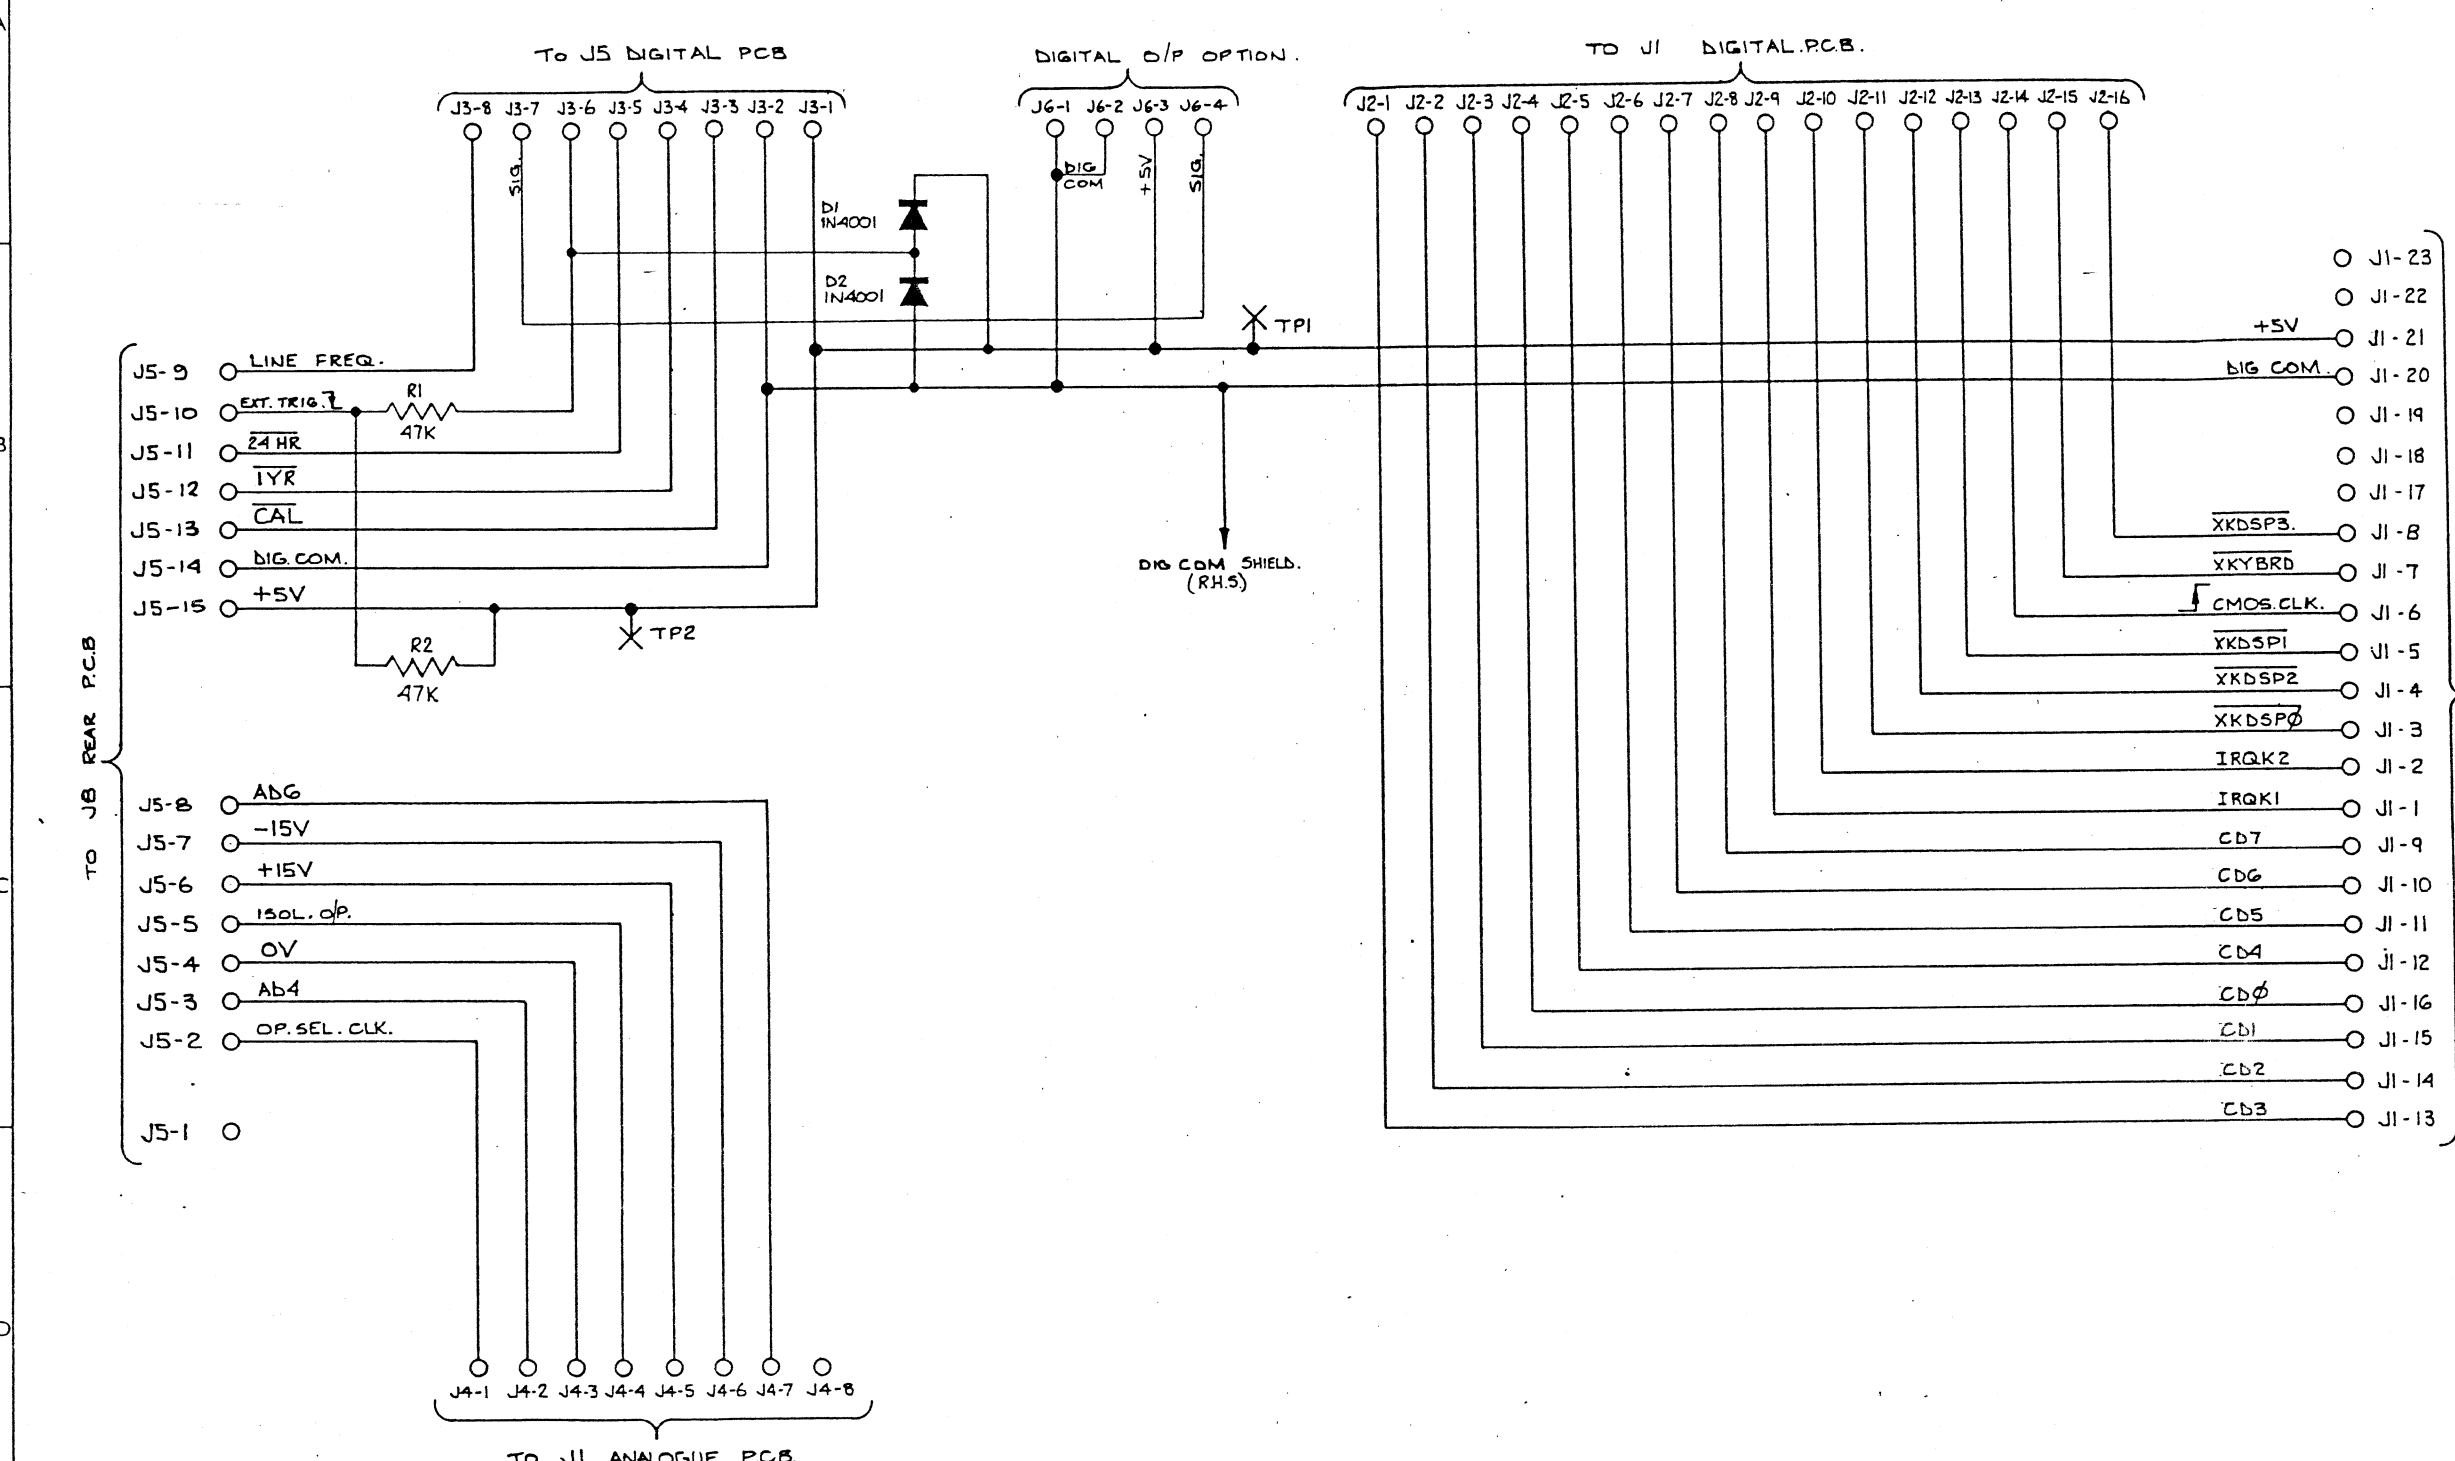 TO J5 DIGITAL PCB
DIGITAL O/P OPTION.
TO J1 DIGITAL.P.C.B.
J3-8 J3-7 J3-6 J3-5 J3-4 J3-3 J3-2 J3-1
J6-1 J6-2 J6-3 J6-4
J2-1 J2-2 J2-3 J2-4 J2-5 J2-6 J2-7 J2-8 J2-9 J2-10 J2-11 J2-12 J2-13 J2-14 J2-15 J2-16
SIG.
DIG
COM
+5V
SIG.
D1
1N4001
D2
1N4001
TP1
J5-9 LINE FREQ.
J5-10 EXT. TRIG.
R1
47K
J5-11 24 HR
J5-12 1YR
J5-13 CAL
J5-14 DIG.COM.
J5-15 +5V
TP2
R2
47K
DIG COM SHIELD.
(R.H.S.)
TO J8 REAR P.C.B
J5-8 AD6
J5-7 -15V
J5-6 +15V
J5-5 ISOL. O/P.
J5-4 0V
J5-3 AD4
J5-2 OP.SEL.CLK.
J5-1
J1-23
J1-22
+5V J1-21
DIG COM. J1-20
J1-19
J1-18
J1-17
XKDSP3. J1-8
XKYBRD J1-7
CMOS.CLK. J1-6
XKDSP1 J1-5
XKDSP2 J1-4
XKDSPØ J1-3
IRQK2 J1-2
IRQK1 J1-1
CD7 J1-9
CD6 J1-10
CD5 J1-11
CD4 J1-12
CDØ J1-16
CD1 J1-15
CD2 J1-14
CD3 J1-13
J4-1 J4-2 J4-3 J4-4 J4-5 J4-6 J4-7 J4-8
TO J1 ANALOGUE P.C.B.
B
C
D